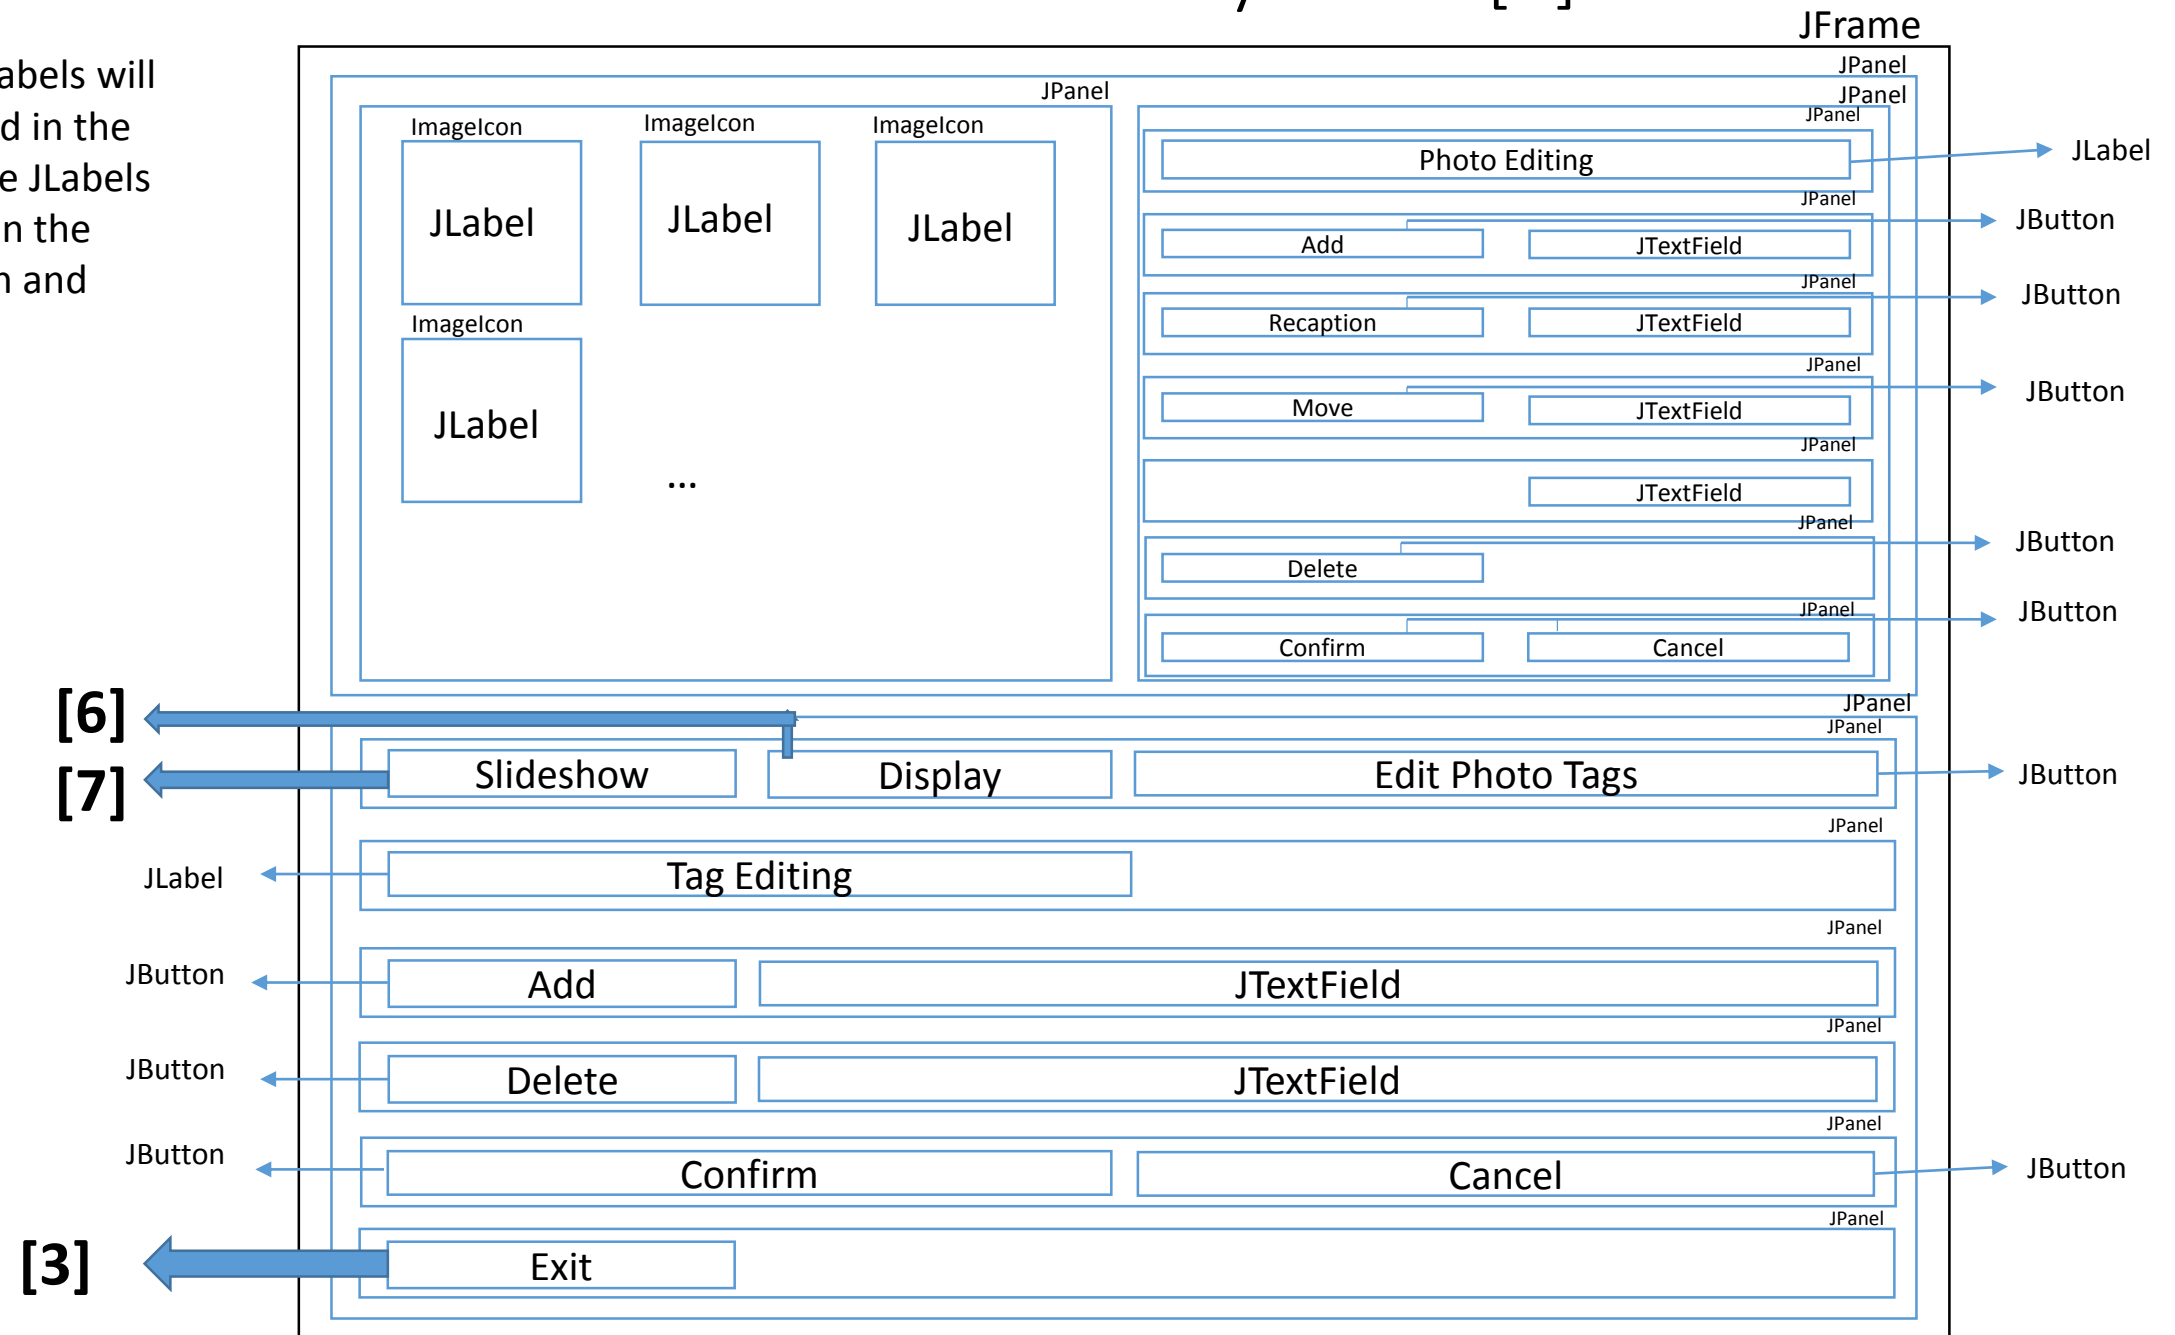 JFrame
abels will
d in the
e JLabels
n the
n and
JPanel
JPanel
JPanel
JPanel
ImageIcon
ImageIcon
ImageIcon
JLabel
JLabel
JLabel
ImageIcon
JLabel
...
Photo Editing
JLabel
JPanel
Add
JTextField
JButton
JPanel
Recaption
JTextField
JButton
JPanel
Move
JTextField
JButton
JPanel
JTextField
JPanel
Delete
JButton
JPanel
Confirm
Cancel
JButton
JPanel
JPanel
[6]
[7]
Slideshow
Display
Edit Photo Tags
JButton
JPanel
JLabel
Tag Editing
JPanel
JButton
Add
JTextField
JPanel
JButton
Delete
JTextField
JPanel
JButton
Confirm
Cancel
JButton
JPanel
[3]
Exit